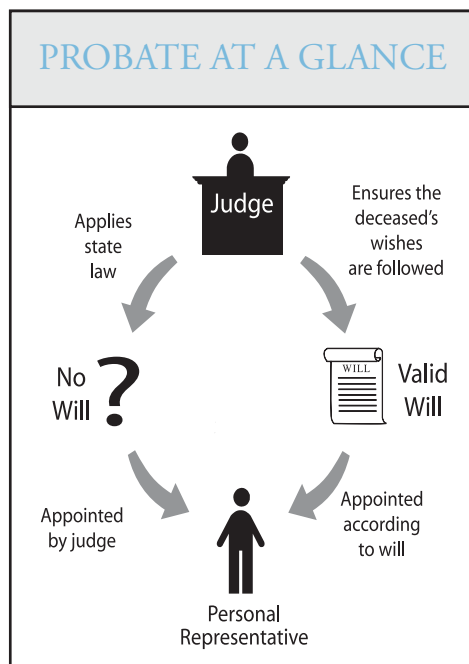 PROBATE AT A GLANCE
Judge
Applies
state
law
Ensures the
deceased's
wishes
are followed
No
Will
?
WILL
Valid
Will
Appointed
by judge
Appointed
according
to will
Personal
Representative